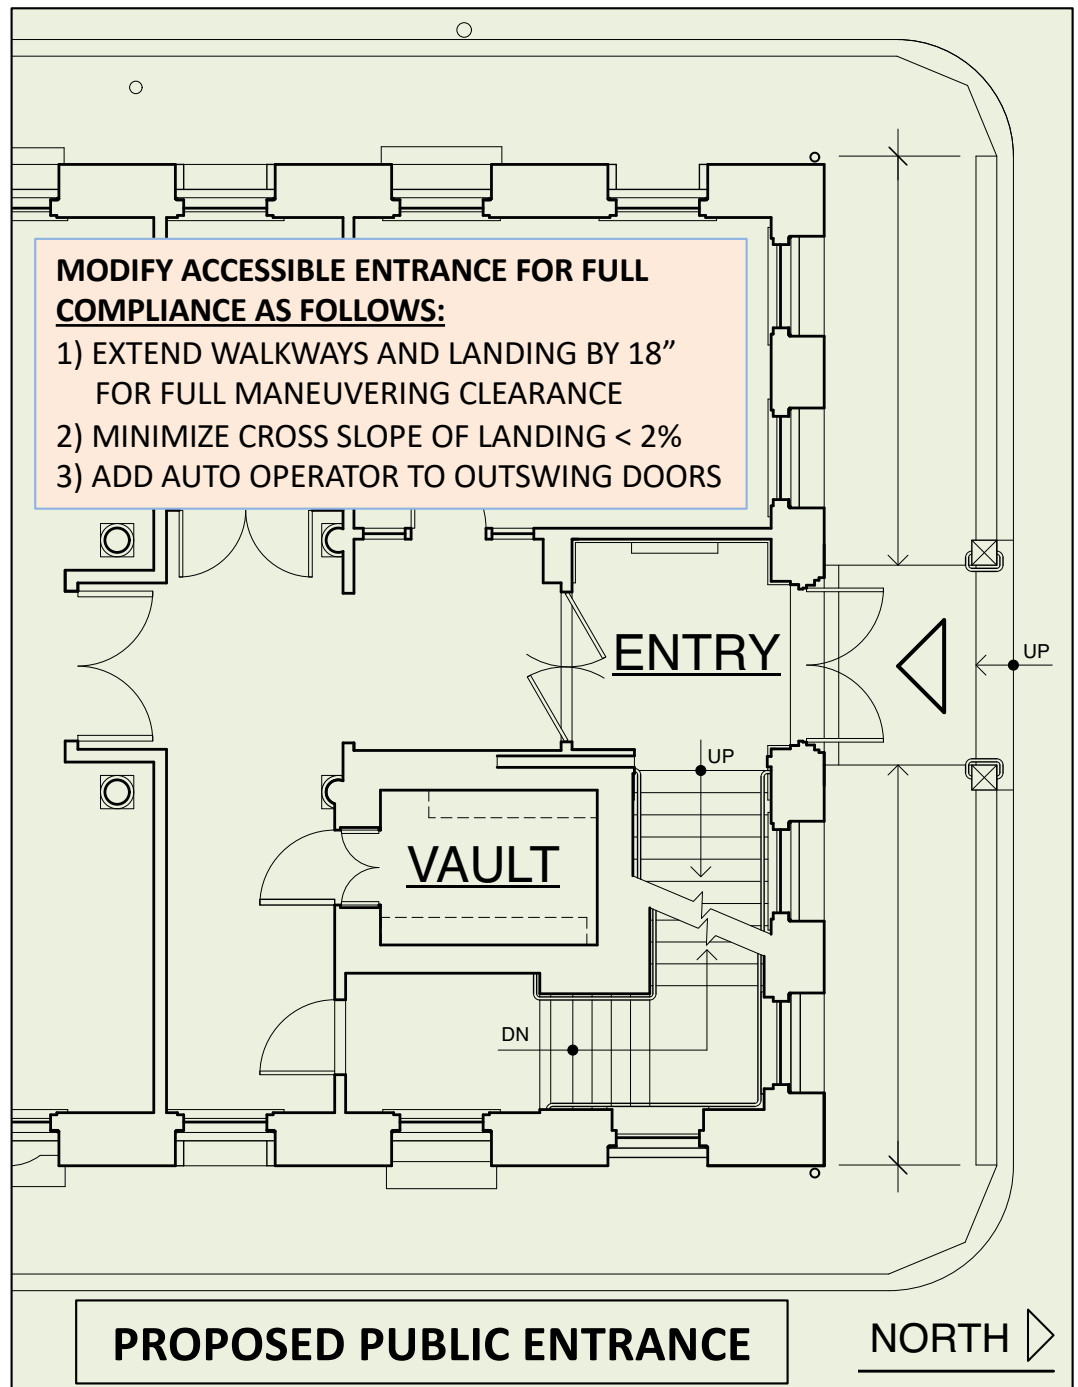 MODIFY ACCESSIBLE ENTRANCE FOR FULL
COMPLIANCE AS FOLLOWS:
1) EXTEND WALKWAYS AND LANDING BY 18”
FOR FULL MANEUVERING CLEARANCE
2) MINIMIZE CROSS SLOPE OF LANDING < 2%
3) ADD AUTO OPERATOR TO OUTSWING DOORS
ENTRY
UP
UP
VAULT
DN
PROPOSED PUBLIC ENTRANCE
NORTH